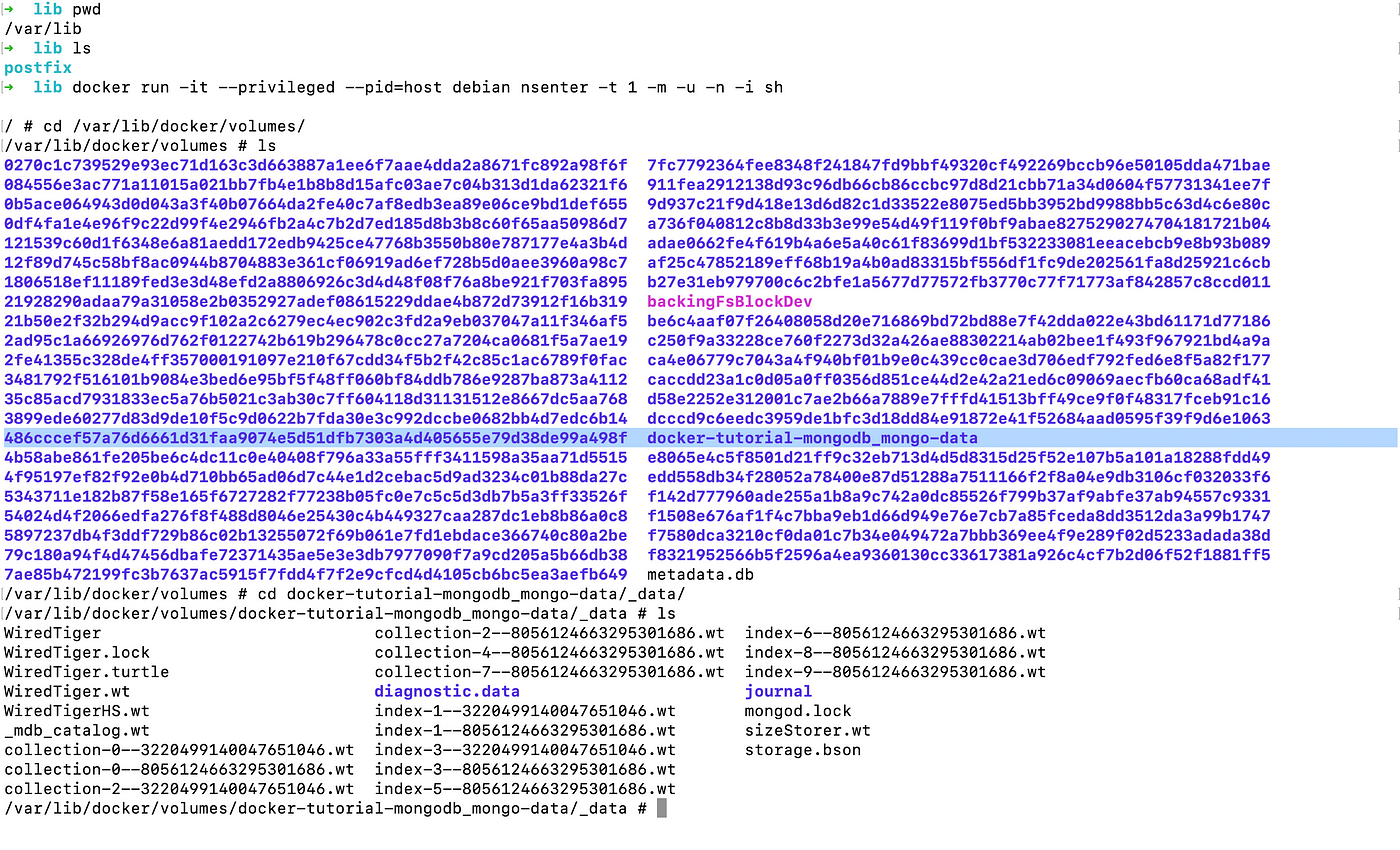 ➜  lib pwd
/var/lib
➜  lib ls
postfix
➜  lib docker run -it --privileged --pid=host debian nsenter -t 1 -m -u -n -i sh
/ # cd /var/lib/docker/volumes/
/var/lib/docker/volumes # ls
0270c1c739529e93ec71d163c3d663887a1ee6f7aae4dda2a8671fc892a98f6f  7fc7792364fee8348f241847fd9bbf49320cf492269bccb96e50105dda471bae
084556e3ac771a11015a021bb7fb4e1b8b8d15afc03ae7c04b313d1da62321f6  911fea2912138d93c96db66cb86ccbc97d8d21cbb71a34d0604f57731341ee7f
0b5ace064943d0d043a3f40b07664da2fe40c7af8edb3ea89e06ce9bd1def655  9d937c21f9d418e13d6d82c1d33522e8075ed5bb3952bd9988bb5c63d4c6e80c
0df4fa1e4e96f9c22d99f4e2946fb2a4c7b2d7ed185d8b3b8c60f65aa50986d7  a736f040812c8b8d33b3e99e54d49f119f0bf9abae8275290274704181721b04
121539c60d1f6348e6a81aedd172edb9425ce47768b3550b80e787177e4a3b4d  adae0662fe4f619b4a6e5a40c61f83699d1bf532233081eeacebcb9e8b93b089
12f89d745c58bf8ac0944b8704883e361cf06919ad6ef728b5d0aee3960a98c7  af25c47852189eff68b19a4b0ad83315bf556df1fc9de202561fa8d25921c6cb
1806518ef11189fed3e3d48efd2a8806926c3d4d48f08f76a8be921f703fa895  b27e31eb979700c6c2bfe1a5677d77572fb3770c77f71773af842857c8ccd011
21928290adaa79a31058e2b0352927adef08615229ddae4b872d73912f16b319  backingFsBlockDev
21b50e2f32b294d9acc9f102a2c6279ec4ec902c3fd2a9eb037047a11f346af5  be6c4aaf07f26408058d20e716869bd72bd88e7f42dda022e43bd61171d77186
2ad95c1a66926976d762f0122742b619b296478c0cc27a7204ca0681f5a7ae19  c250f9a33228ce760f2273d32a426ae88302214ab02bee1f493f967921bd4a9a
2fe41355c328de4ff357000191097e210f67cdd34f5b2f42c85c1ac6789f0fac  ca4e06779c7043a4f940bf01b9e0c439cc0cae3d706edf792fed6e8f5a82f177
3481792f516101b9084e3bed6e95bf5f48ff060bf84ddb786e9287ba873a4112  caccdd23a1c0d05a0ff0356d851ce44d2e42a21ed6c09069aecfb60ca68adf41
35c85acd7931833ec5a76b5021c3ab30c7ff604118d31131512e8667dc5aa768  d58e2252e312001c7ae2b66a7889e7fffd41513bff49ce9f0f48317fceb91c16
3899ede60277d83d9de10f5c9d0622b7fda30e3c992dccbe0682bb4d7edc6b14  dcccd9c6eedc3959de1bfc3d18dd84e91872e41f52684aad0595f39f9d6e1063
486cccef57a76d6661d31faa9074e5d51dfb7303a4d405655e79d38de99a498f  docker-tutorial-mongodb_mongo-data
4b58abe861fe205be6c4dc11c0e40408f796a33a55fff3411598a35aa71d5515  e8065e4c5f8501d21ff9c32eb713d4d5d8315d25f52e107b5a101a18288fdd49
4f95197ef82f92e0b4d710bb65ad06d7c44e1d2cebac5d9ad3234c01b88da27c  edd558db34f28052a78400e87d51288a7511166f2f8a04e9db3106cf032033f6
5343711e182b87f58e165f6727282f77238b05fc0e7c5c5d3db7b5a3ff33526f  f142d777960ade255a1b8a9c742a0dc85526f799b37af9abfe37ab94557c9331
54024d4f2066edfa276f8f488d8046e25430c4b449327caa287dc1eb8b86a0c8  f1508e676af1f4c7bba9eb1d66d949e76e7cb7a85fceda8dd3512da3a99b1747
5897237db4f3ddf729b86c02b13255072f69b061e7fd1ebdace366740c80a2be  f7580dca3210cf0da01c7b34e049472a7bbb369ee4f9e289f02d5233adada38d
79c180a94f4d47456dbafe72371435ae5e3e3db7977090f7a9cd205a5b66db38  f8321952566b5f2596a4ea9360130cc33617381a926c4cf7b2d06f52f1881ff5
7ae85b472199fc3b7637ac5915f7fdd4f7f2e9cfcd4d4105cb6bc5ea3aefb649  metadata.db
/var/lib/docker/volumes # cd docker-tutorial-mongodb_mongo-data/_data/
/var/lib/docker/volumes/docker-tutorial-mongodb_mongo-data/_data # ls
WiredTiger  collection-2--8056124663295301686.wt  index-6--8056124663295301686.wt
WiredTiger.lock  collection-4--8056124663295301686.wt  index-8--8056124663295301686.wt
WiredTiger.turtle  collection-7--8056124663295301686.wt  index-9--8056124663295301686.wt
WiredTiger.wt  diagnostic.data  journal
WiredTigerHS.wt  index-1--3220499140047651046.wt  mongod.lock
_mdb_catalog.wt  index-1--8056124663295301686.wt  sizeStorer.wt
collection-0--3220499140047651046.wt  index-3--3220499140047651046.wt  storage.bson
collection-0--8056124663295301686.wt  index-3--8056124663295301686.wt
collection-2--3220499140047651046.wt  index-5--8056124663295301686.wt
/var/lib/docker/volumes/docker-tutorial-mongodb_mongo-data/_data #